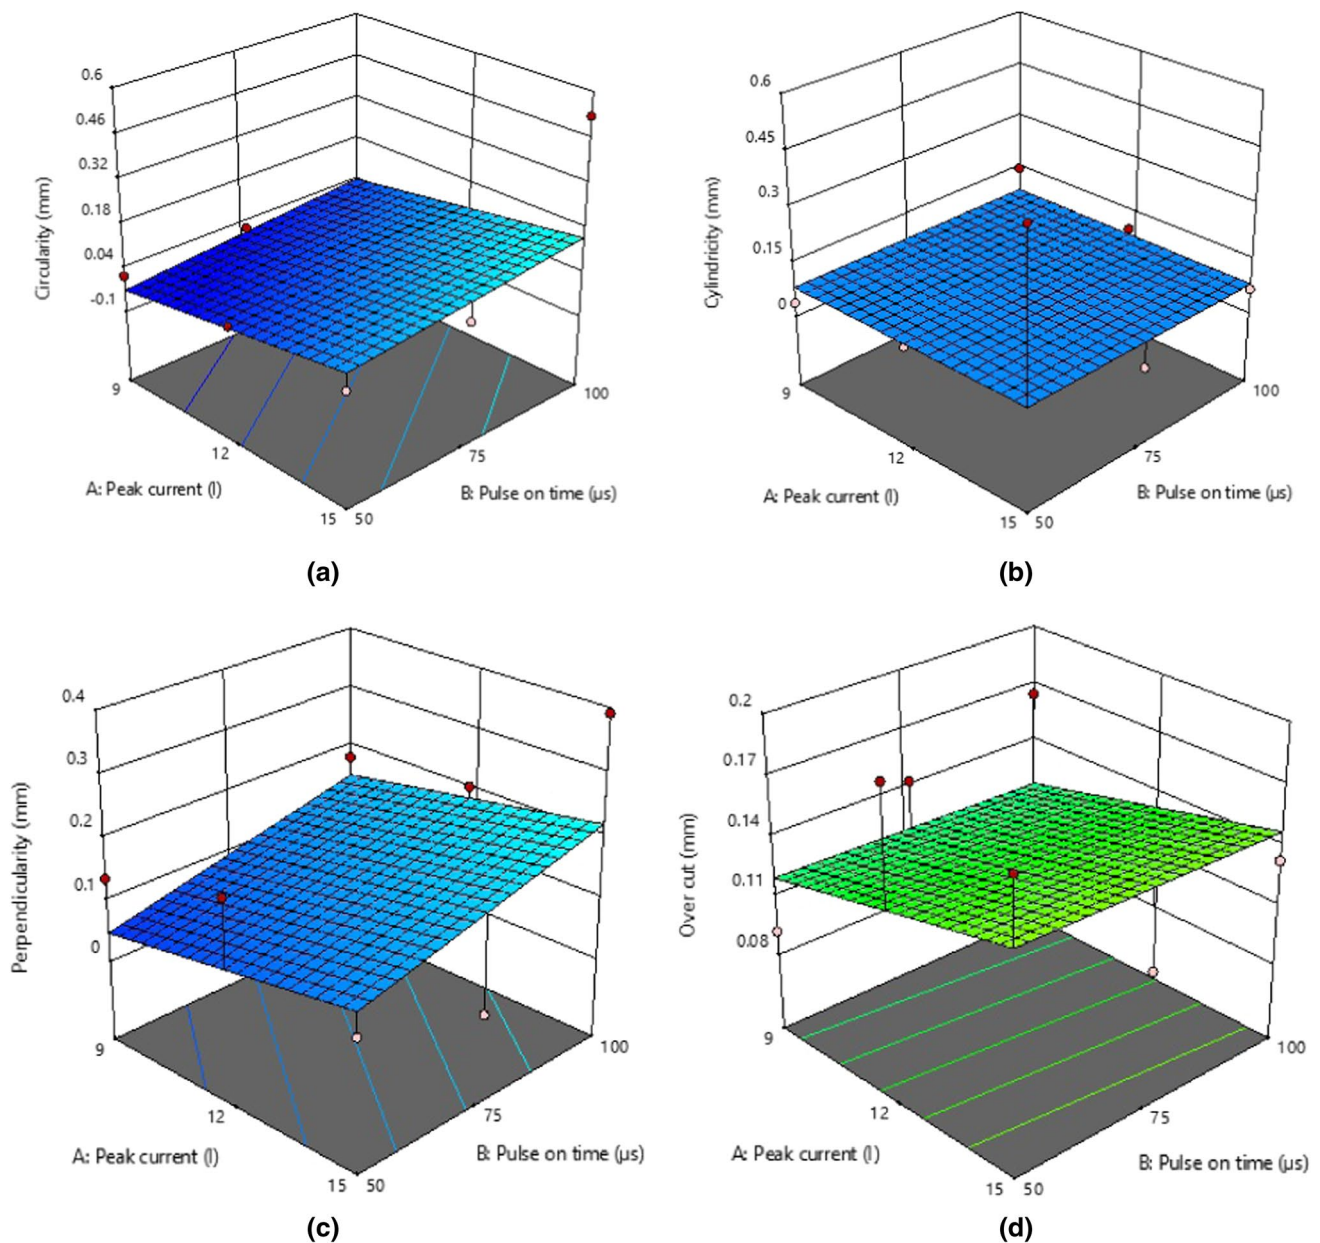 0.6
0.46
0.32
0.18
0.04
-0.1
Circularity (mm)
9
12
15
50
75
100
A: Peak current (I)
B: Pulse on time (µs)
(a)
0.6
0.45
0.3
0.15
0
Cylindricity (mm)
9
12
15
50
75
100
A: Peak current (I)
B: Pulse on time (µs)
(b)
0.4
0.3
0.2
0.1
0
Perpendicularity (mm)
9
12
15
50
75
100
A: Peak current (I)
B: Pulse on time (µs)
(c)
0.2
0.17
0.14
0.11
0.08
Over cut (mm)
9
12
15
50
75
100
A: Peak current (I)
B: Pulse on time (µs)
(d)